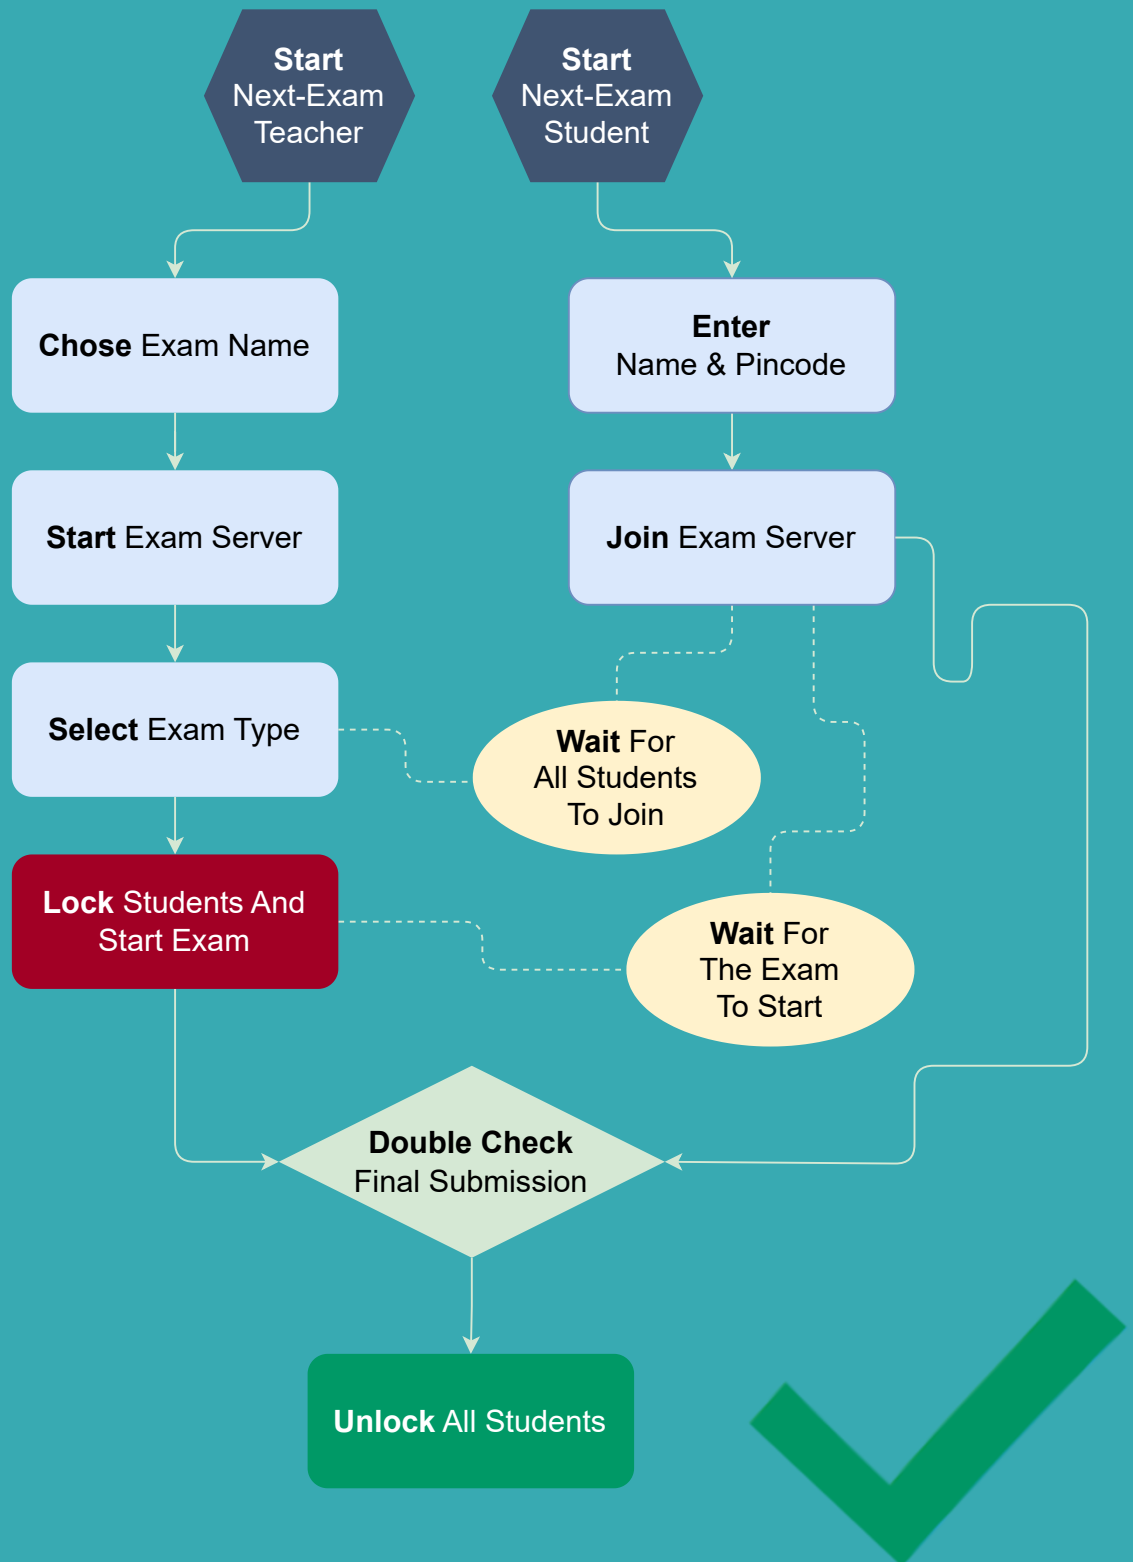 Start
Next-Exam
Teacher
Start
Next-Exam
Student
Chose Exam Name
Enter
Name & Pincode
Start Exam Server
Join Exam Server
Select Exam Type
Wait For
All Students
To Join
Lock Students And
Start Exam
Wait For
The Exam
To Start
Double Check
Final Submission
Unlock All Students